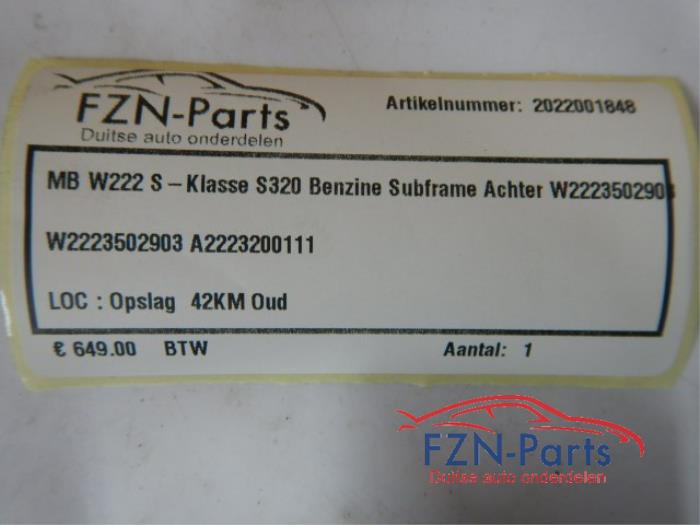 FZN-Parts
Duitse auto onderdelen
Artikelnummer: 2022001848
MB W222 S-Klasse S320 Benzine Subframe Achter W2223502903
W2223502903 A2223200111
LOC : Opslag 42KM Oud
€ 649.00 BTW Aantal: 1
FZN-Parts
Duitse auto onderdelen